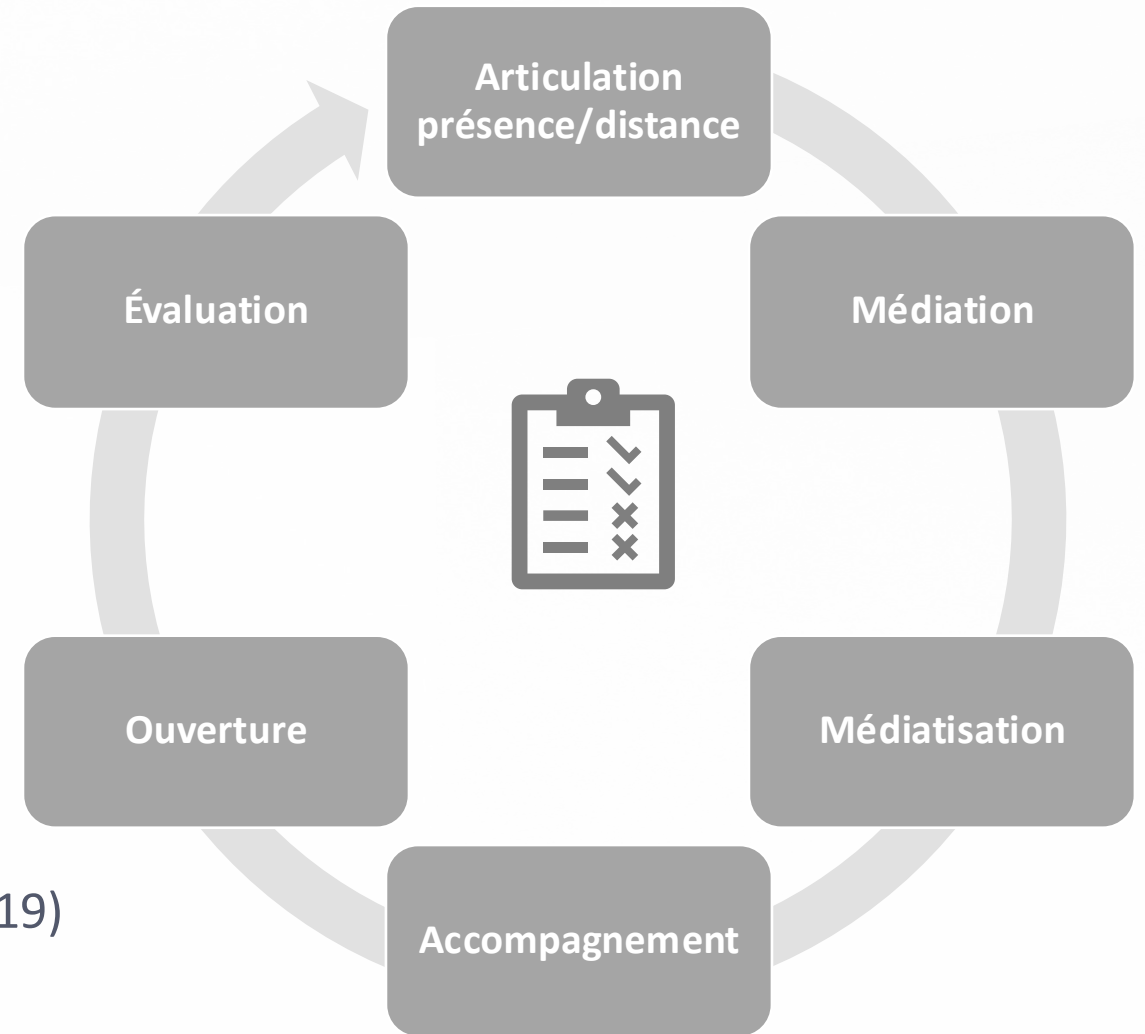 Articulation
présence/distance
Médiation
Médiatisation
Accompagnement
Ouverture
Évaluation
19)